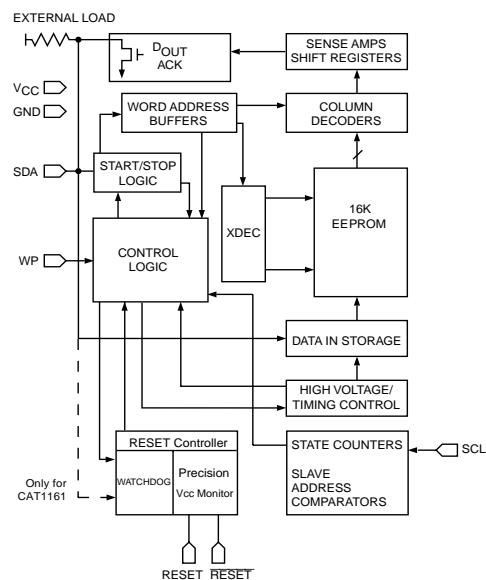 EXTERNAL LOAD
DOUT
ACK
SENSE AMPS
SHIFT REGISTERS
VCC
GND
WORD ADDRESS
BUFFERS
COLUMN
DECODERS
SDA
START/STOP
LOGIC
XDEC
16K
EEPROM
WP
CONTROL
LOGIC
DATA IN STORAGE
HIGH VOLTAGE/
TIMING CONTROL
RESET Controller
STATE COUNTERS
SCL
WATCHDOG
Precision
Vcc Monitor
SLAVE
ADDRESS
COMPARATORS
Only for
CAT1161
RESET
RESET